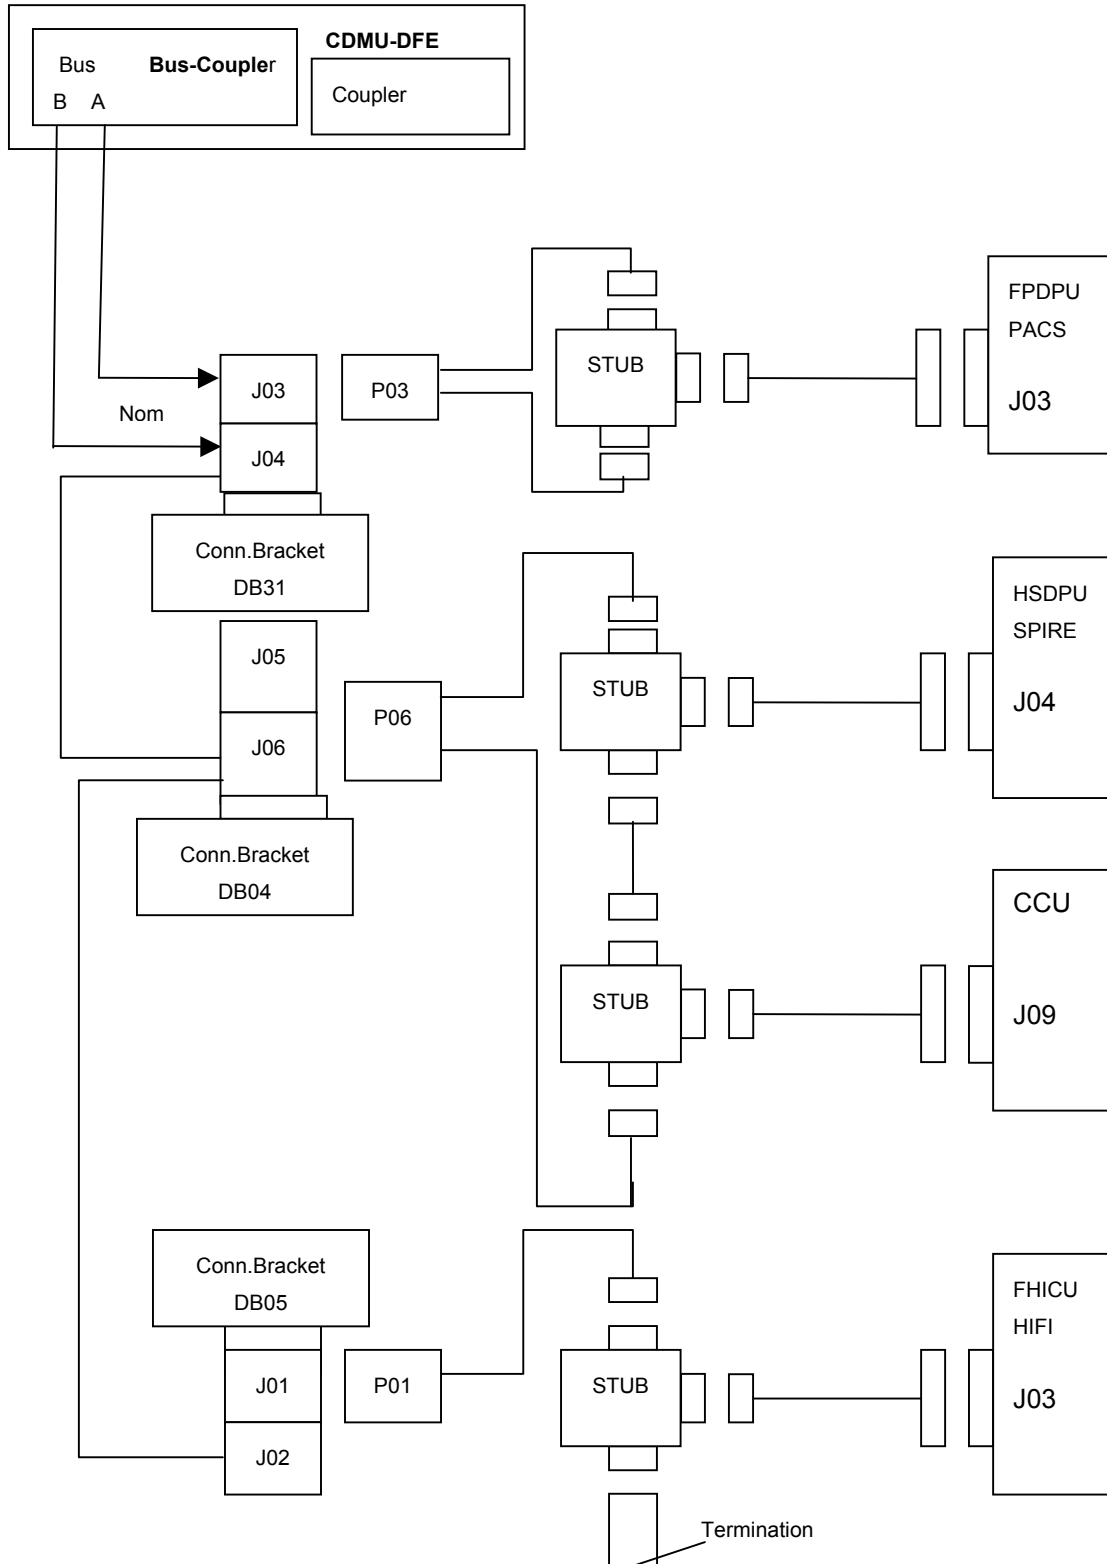 CDMU-DFE
Bus Bus-Coupler
B A
Coupler
J03
P03
STUB
FPDPU
PACS
J03
Nom
J04
Conn.Bracket
DB31
J05
P06
J06
STUB
HSDPU
SPIRE
J04
Conn.Bracket
DB04
STUB
CCU
J09
Conn.Bracket
DB05
J01
P01
STUB
FHICU
HIFI
J03
J02
Termination